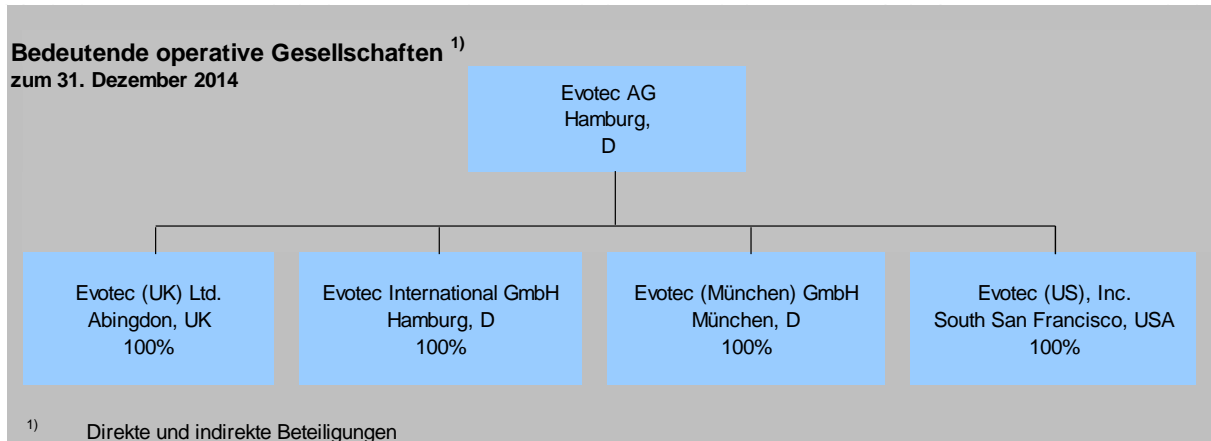 Bedeutende operative Gesellschaften 1)
zum 31. Dezember 2014
Evotec AG
Hamburg,
D
Evotec (UK) Ltd.
Abingdon, UK
100%
Evotec International GmbH
Hamburg, D
100%
Evotec (München) GmbH
München, D
100%
Evotec (US), Inc.
South San Francisco, USA
100%
1) Direkte und indirekte Beteiligungen